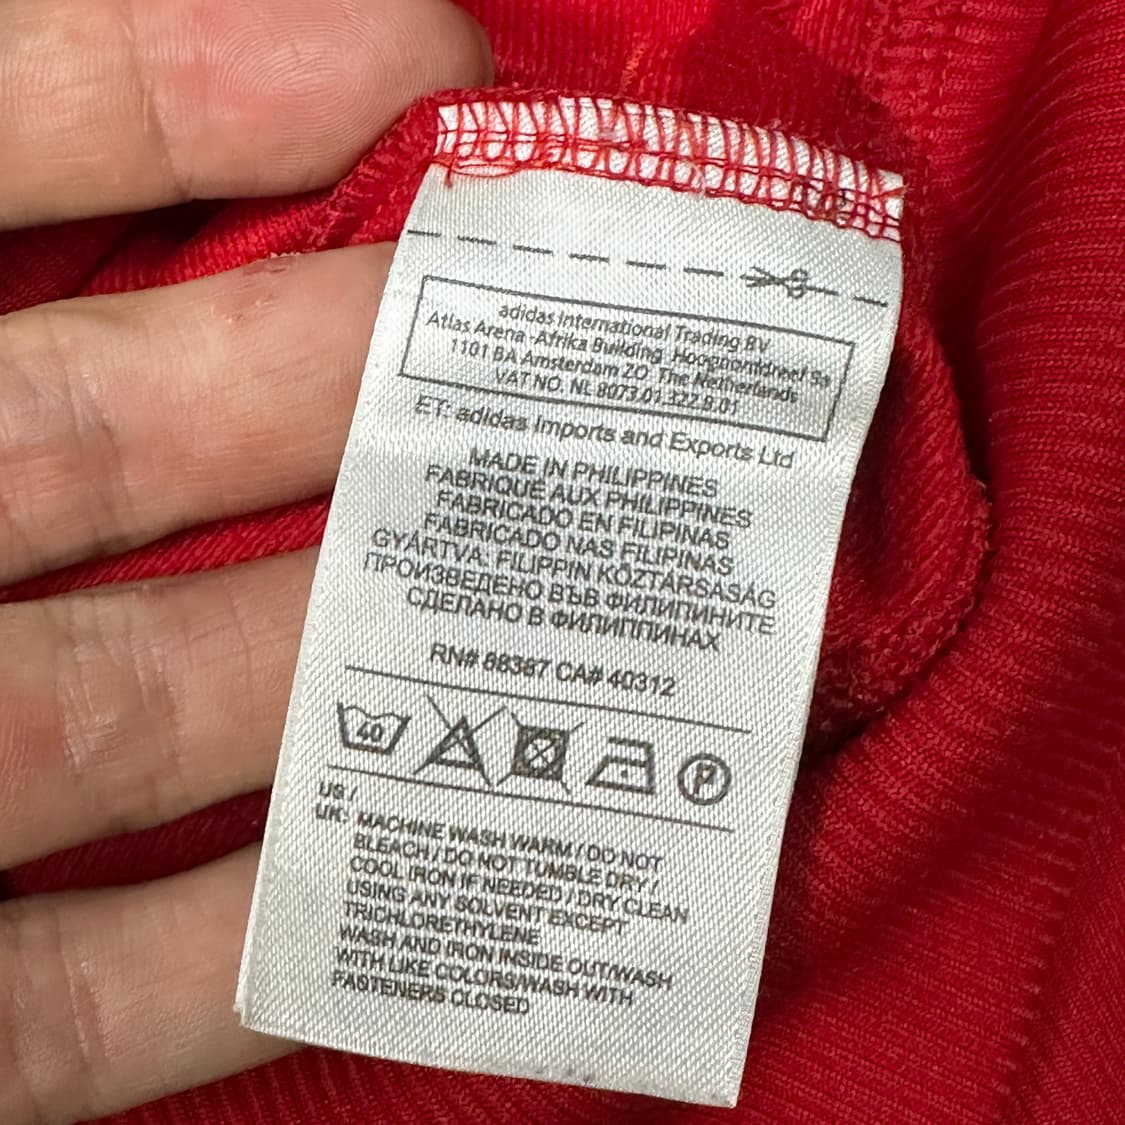 adidas International Trading BV
Atlas Arena -Afrika Building, Hoogoorddreef 9a
1101 BA Amsterdam ZO, The Netherlands
VAT NO. NL 8073.01.322.B.01
ET: adidas Imports and Exports Ltd
MADE IN PHILIPPINES
FABRIQUÉ AUX PHILIPPINES
FABRICADO EN FILIPINAS
FABRICADO NAS FILIPINAS
GYÁRTVA: FILIPPIN KÖZTÁRSASÁG
ПРОИЗВЕДЕНО ВЪВ ФИЛИПИНИТЕ
СДЕЛАНО В ФИЛИППИНАХ
RN# 88387 CA# 40312
40 P
US /
UK: MACHINE WASH WARM / DO NOT
BLEACH / DO NOT TUMBLE DRY /
COOL IRON IF NEEDED / DRY CLEAN
USING ANY SOLVENT EXCEPT
TRICHLORETHYLENE
WASH AND IRON INSIDE OUT/WASH
WITH LIKE COLORS/WASH WITH
FASTENERS CLOSED